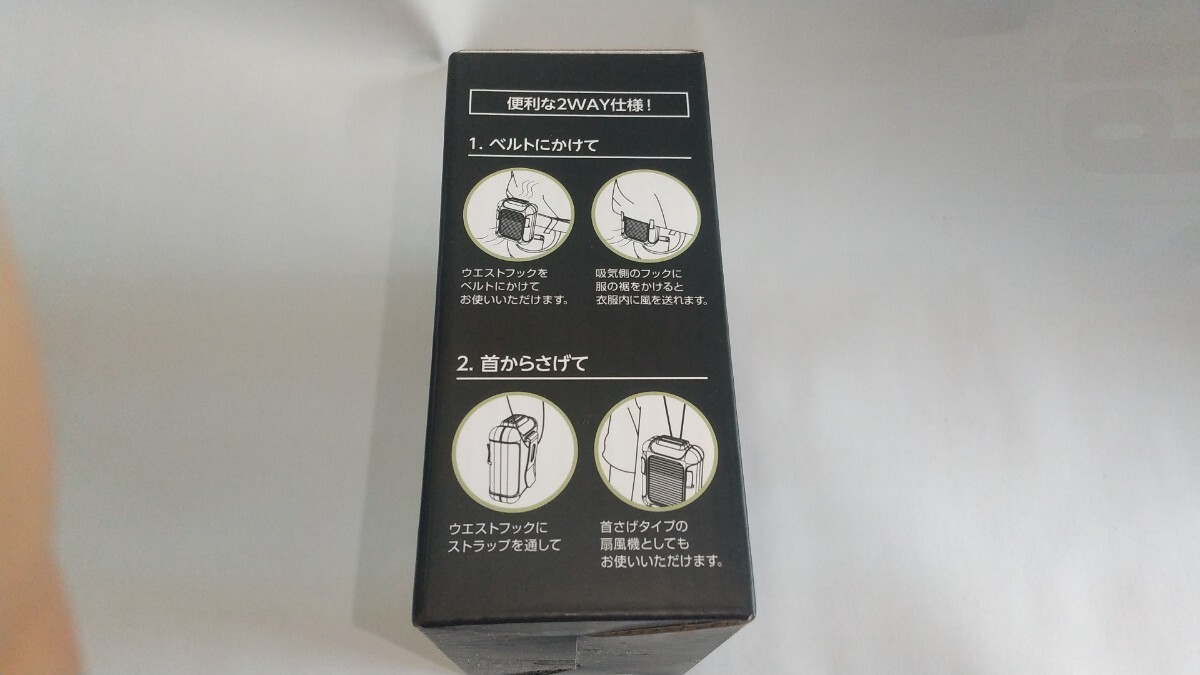 便利な2WAY仕様！
1. ベルトにかけて
ウエストフックを
ベルトにかけて
お使いいただけます。
吸気側のフックに
服の裾をかけると
衣服内に風を送れます。
2. 首からさげて
ウエストフックに
ストラップを通して
首さげタイプの
扇風機としても
お使いいただけます。